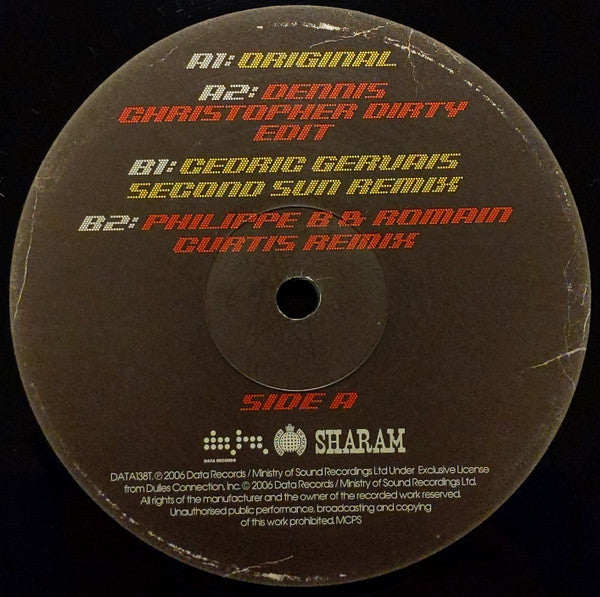 A1: ORIGINAL
A2: DENNIS
CHRISTOPHER DIRTY
EDIT
B1: CEDRIC GERVAIS
SECOND SUN REMIX
B2: PHILIPPE B & ROMAIN
CURTIS REMIX
SIDE A
data
DATA RECORDS
SHARAM
DATA138T. ℗ 2006 Data Records / Ministry of Sound Recordings Ltd Under Exclusive License
from Dulles Connection, Inc. © 2006 Data Records / Ministry of Sound Recordings Ltd.
All rights of the manufacturer and the owner of the recorded work reserved.
Unauthorised public performance, broadcasting and copying
of this work prohibited. MCPS